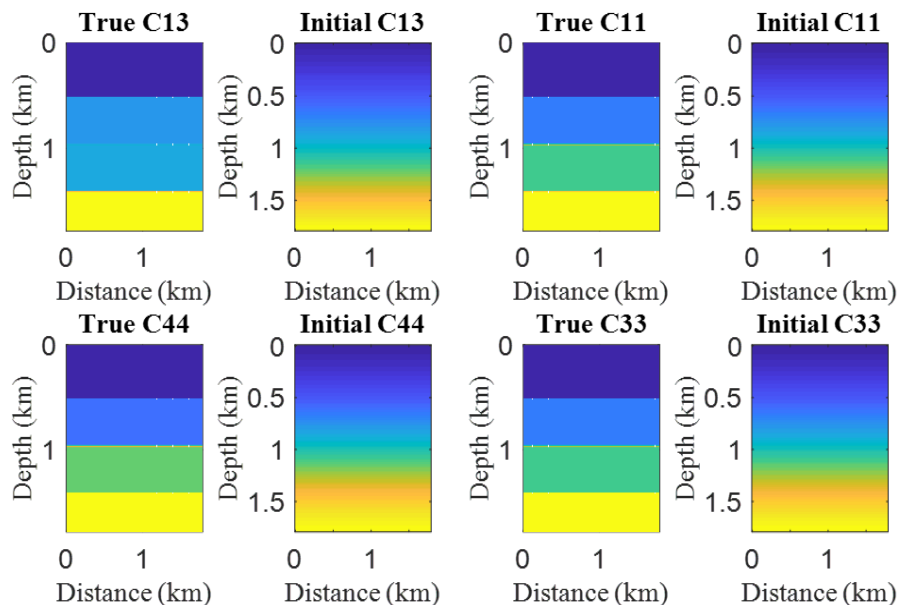 True C13 Initial C13 True C11 Initial C11
0 0 0 0
0.5 0.5
1 1 1 1
1.5 1.5
Depth (km) Depth (km) Depth (km) Depth (km)
0 1 0 1 0 1 0 1
Distance (km) Distance (km) Distance (km) Distance (km)
True C44 Initial C44 True C33 Initial C33
0 0 0 0
0.5 0.5
1 1 1 1
1.5 1.5
Depth (km) Depth (km) Depth (km) Depth (km)
0 1 0 1 0 1 0 1
Distance (km) Distance (km) Distance (km) Distance (km)